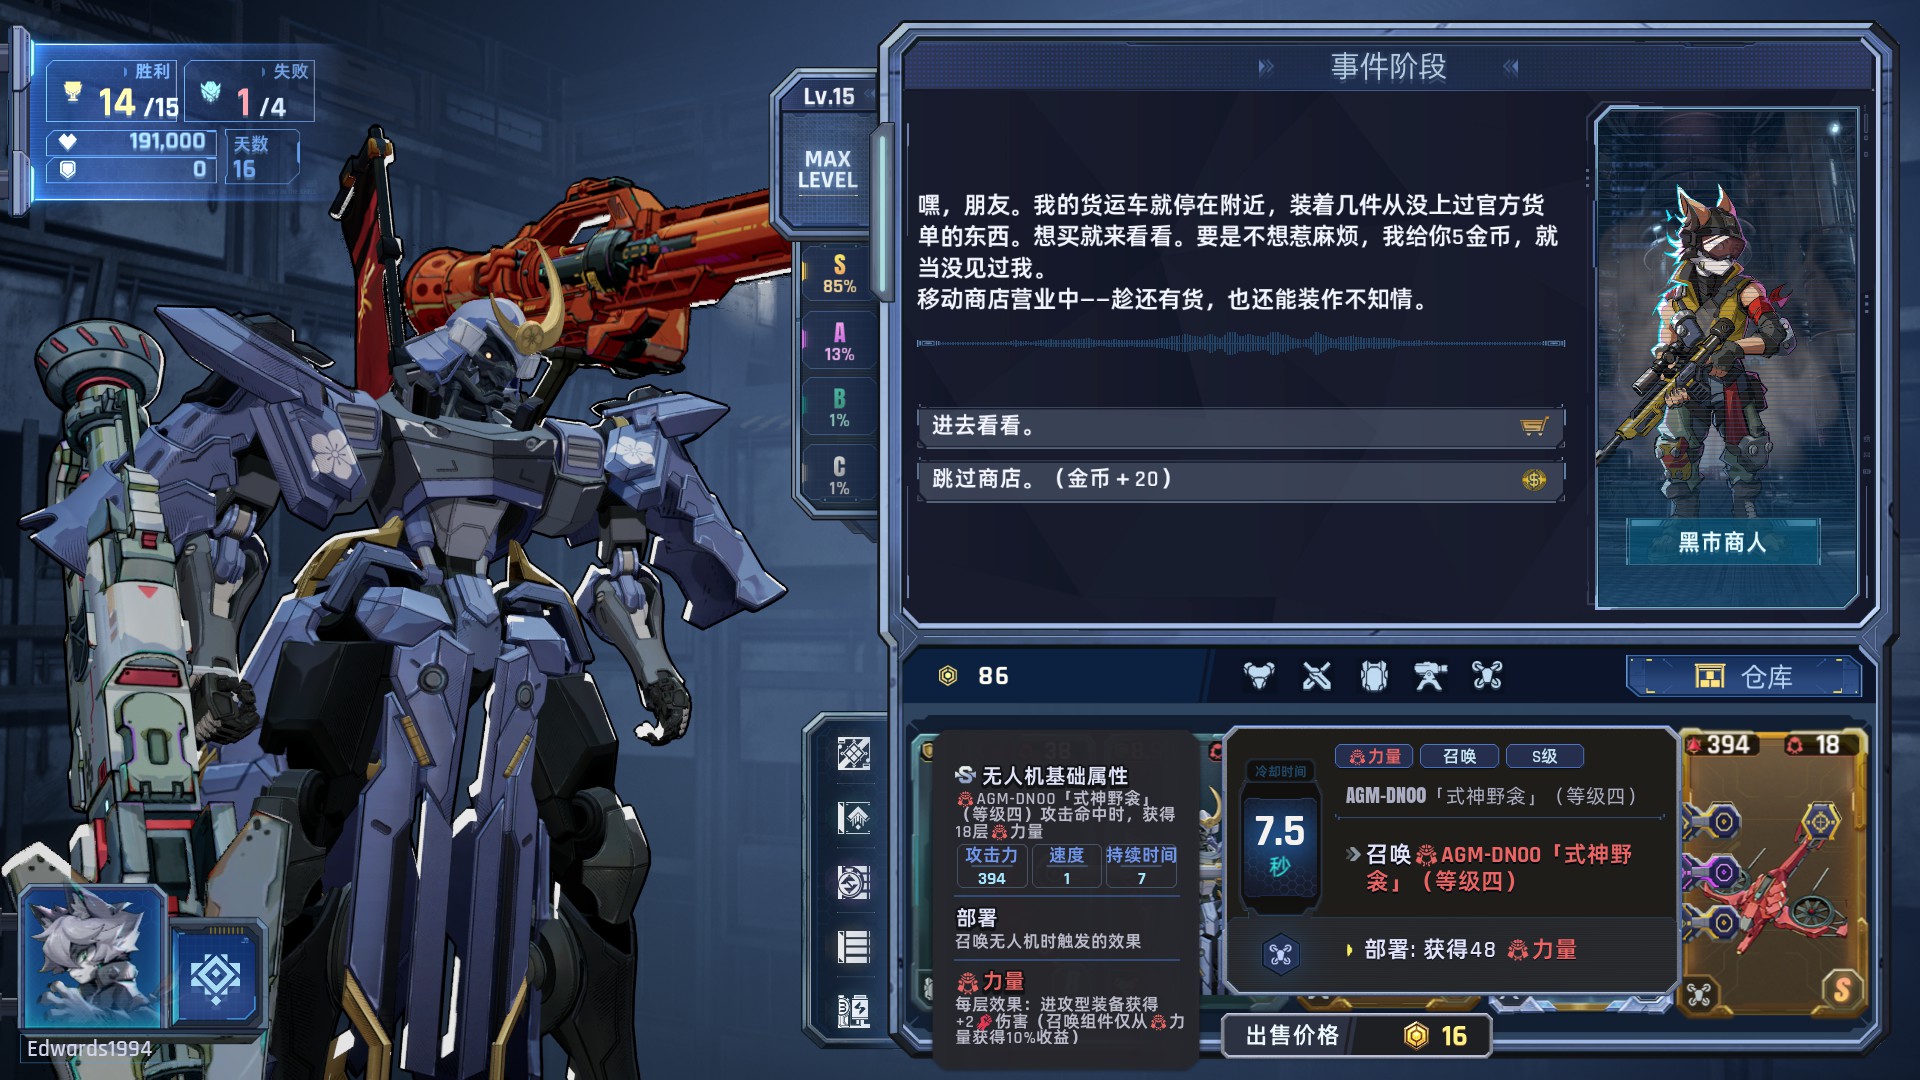 胜利
14/15
失败
1/4
191,000
0
天数
16
Lv.15
MAX
LEVEL
S
85%
A
13%
B
1%
C
1%
事件阶段
嘿，朋友。我的货运车就停在附近，装着几件从没上过官方货
单的东西。想买就来看看。要是不想惹麻烦，我给你5金币，就
当没见过我。
移动商店营业中——趁还有货，也还能装作不知情。
进去看看。
跳过商店。（金币+20）
黑市商人
86
仓库
无人机基础属性
AGM-DN00「式神野衾」
（等级四）攻击命中时，获得
18层力量
攻击力
394
速度
1
持续时间
7
部署
召唤无人机时触发的效果
力量
每层效果：进攻型装备获得
+2伤害（召唤组件仅从力
量获得10%收益）
冷却时间
7.5
秒
力量
召唤
S级
AGM-DN00「式神野衾」（等级四）
召唤AGM-DN00「式神野
衾」（等级四）
部署: 获得48 力量
出售价格
16
394
18
S
Edwards1994